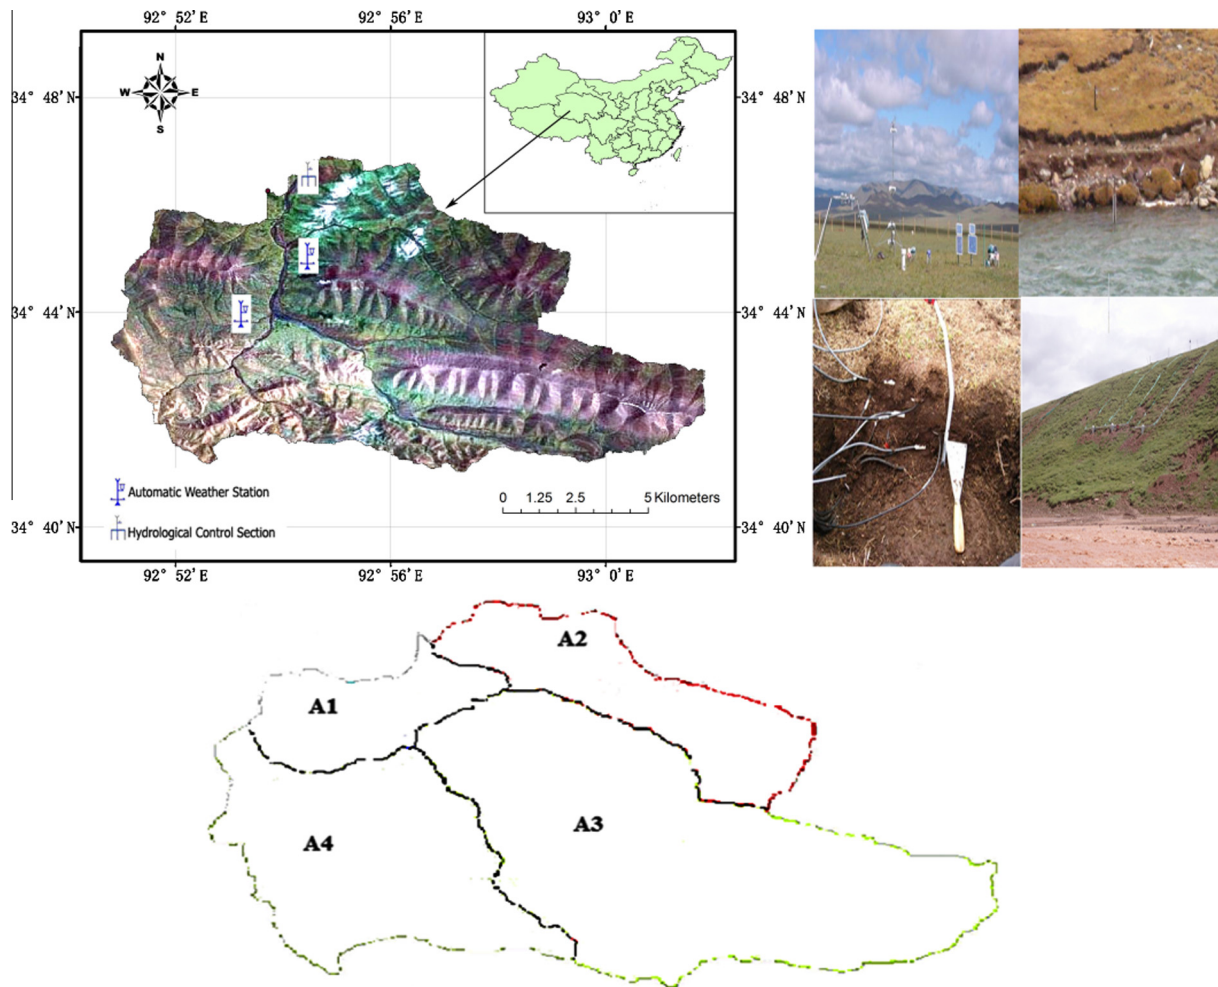 92° 52'E 92° 56'E 93° 0'E
N
W E
S
34° 48'N 34° 48'N
34° 44'N 34° 44'N
Automatic Weather Station
0 1.25 2.5 5 Kilometers
34° 40'N 34° 40'N
Hydrological Control Section
92° 52'E 92° 56'E 93° 0'E
A2
A1
A3
A4